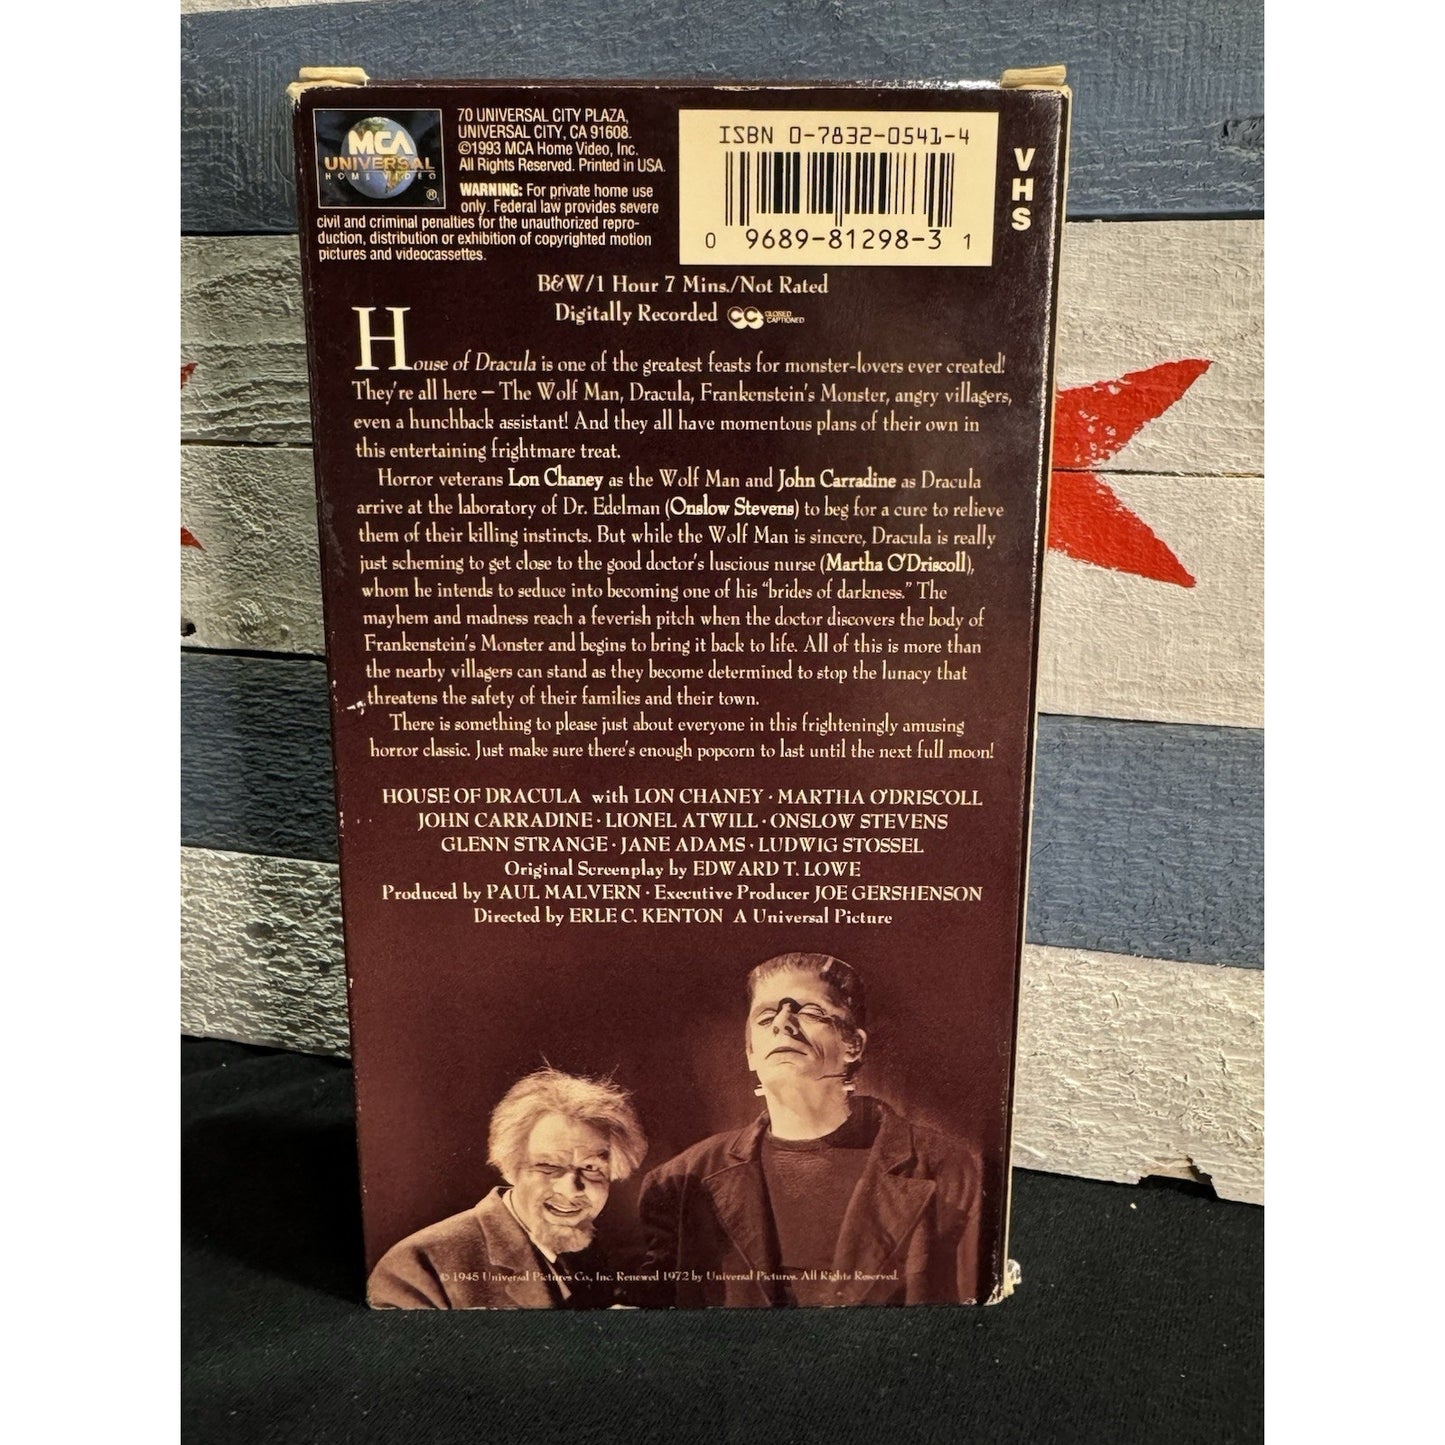 MCA
UNIVERSAL
HOME VIDEO
®
70 UNIVERSAL CITY PLAZA,
UNIVERSAL CITY, CA 91608.
©1993 MCA Home Video, Inc.
All Rights Reserved. Printed in USA.
WARNING: For private home use
only. Federal law provides severe
civil and criminal penalties for the unauthorized repro-
duction, distribution or exhibition of copyrighted motion
pictures and videocassettes.
ISBN 0-7832-0541-4
0 9689-81298-3 1
VHS
B&W/1 Hour 7 Mins./Not Rated
Digitally Recorded CC CLOSED CAPTIONED
House of Dracula is one of the greatest feasts for monster-lovers ever created!
They're all here – The Wolf Man, Dracula, Frankenstein's Monster, angry villagers,
even a hunchback assistant! And they all have momentous plans of their own in
this entertaining frightmare treat.
Horror veterans Lon Chaney as the Wolf Man and John Carradine as Dracula
arrive at the laboratory of Dr. Edelman (Onslow Stevens) to beg for a cure to relieve
them of their killing instincts. But while the Wolf Man is sincere, Dracula is really
just scheming to get close to the good doctor's luscious nurse (Martha O'Driscoll),
whom he intends to seduce into becoming one of his "brides of darkness." The
mayhem and madness reach a feverish pitch when the doctor discovers the body of
Frankenstein's Monster and begins to bring it back to life. All of this is more than
the nearby villagers can stand as they become determined to stop the lunacy that
threatens the safety of their families and their town.
There is something to please just about everyone in this frighteningly amusing
horror classic. Just make sure there's enough popcorn to last until the next full moon!
HOUSE OF DRACULA with LON CHANEY · MARTHA O'DRISCOLL
JOHN CARRADINE · LIONEL ATWILL · ONSLOW STEVENS
GLENN STRANGE · JANE ADAMS · LUDWIG STOSSEL
Original Screenplay by EDWARD T. LOWE
Produced by PAUL MALVERN · Executive Producer JOE GERSHENSON
Directed by ERLE C. KENTON A Universal Picture
© 1945 Universal Pictures Co., Inc. Renewed 1972 by Universal Pictures. All Rights Reserved.